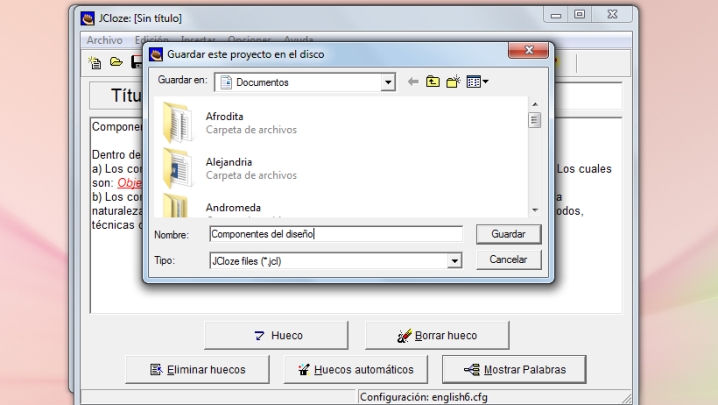 JCloze: [Sin título]
Archivo Edición Insertar Opciones Ayuda
Guardar este proyecto en el disco
Guardar en: Documentos
Afrodita
Carpeta de archivos
Alejandria
Carpeta de archivos
Andromeda
Nombre: Componentes del diseño Guardar
Tipo: JCloze files (*.jcl) Cancelar
Títu
Componen
Dentro de
a) Los cor Los cuales
son: Obje
b) Los cor a
naturaleza odos,
técnicas
Hueco Borrar hueco
Eliminar huecos Huecos automáticos Mostrar Palabras
Configuración: english6.cfg